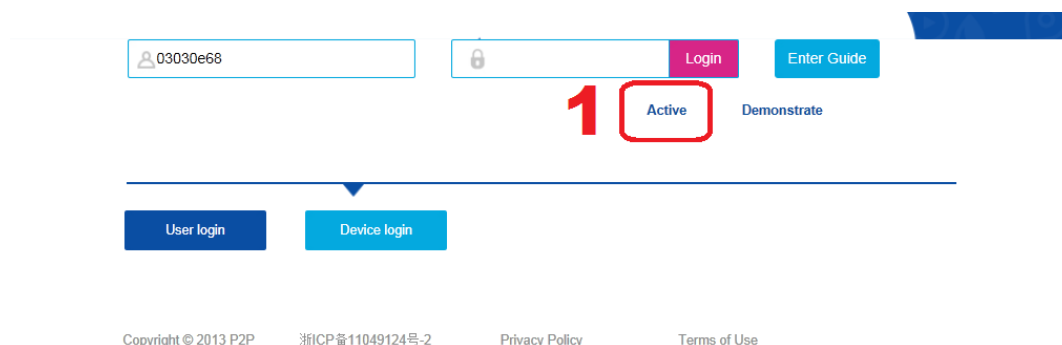 03030e68
Login
Enter Guide
1
Active
Demonstrate
User login
Device login
Copyright © 2013 P2P
浙ICP备11049124号-2
Privacy Policy
Terms of Use